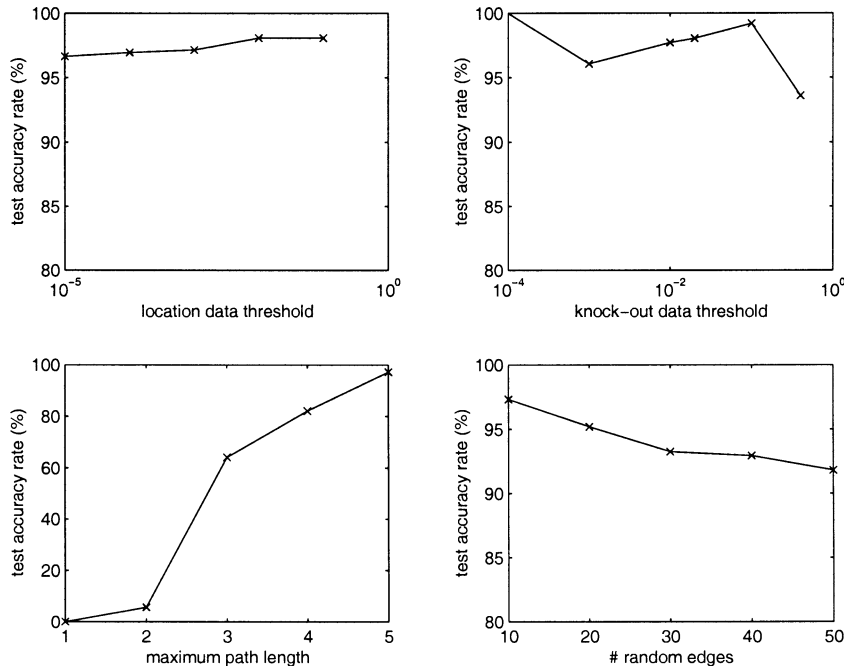 100
95
90
85
80
test accuracy rate (%)
10^-5
10^0
location data threshold
100
95
90
85
80
test accuracy rate (%)
10^-4
10^-2
10^0
knock-out data threshold
100
80
60
40
20
0
test accuracy rate (%)
1 2 3 4 5
maximum path length
100
95
90
85
80
test accuracy rate (%)
10 20 30 40 50
# random edges